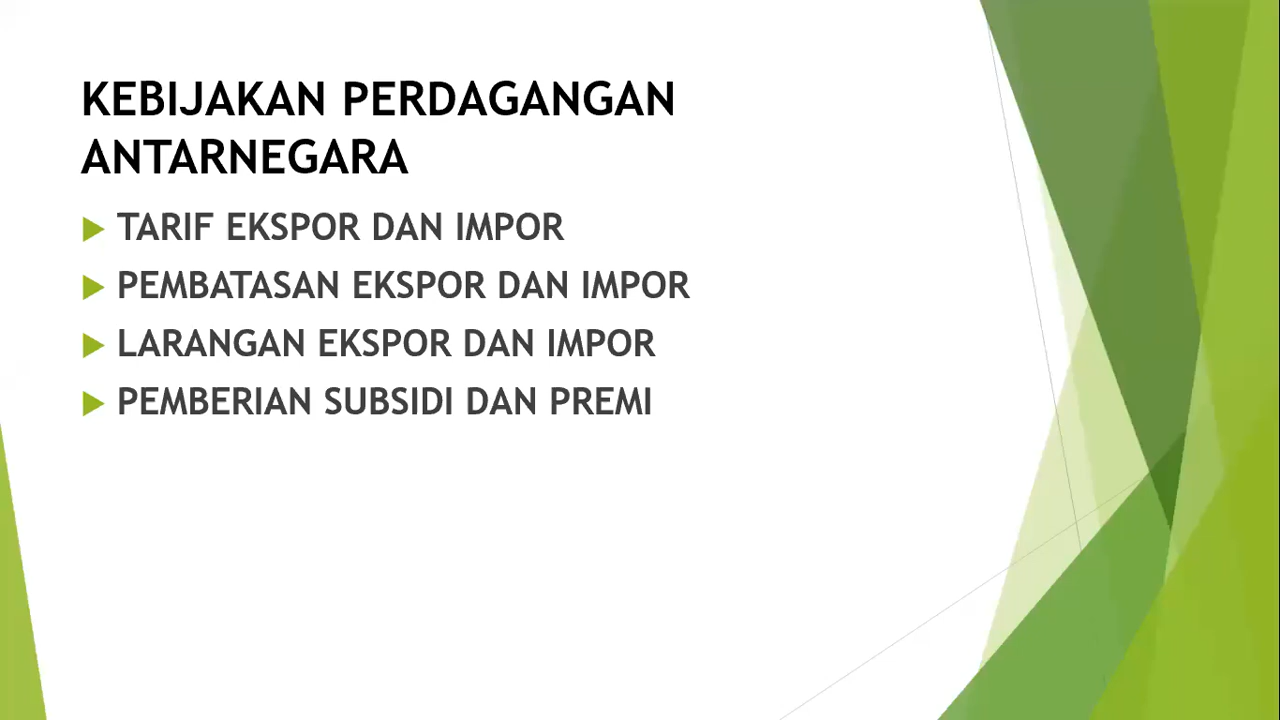 KEBIJAKAN PERDAGANGAN
ANTARNEGARA
TARIF EKSPOR DAN IMPOR
PEMBATASAN EKSPOR DAN IMPOR
LARANGAN EKSPOR DAN IMPOR
PEMBERIAN SUBSIDI DAN PREMI